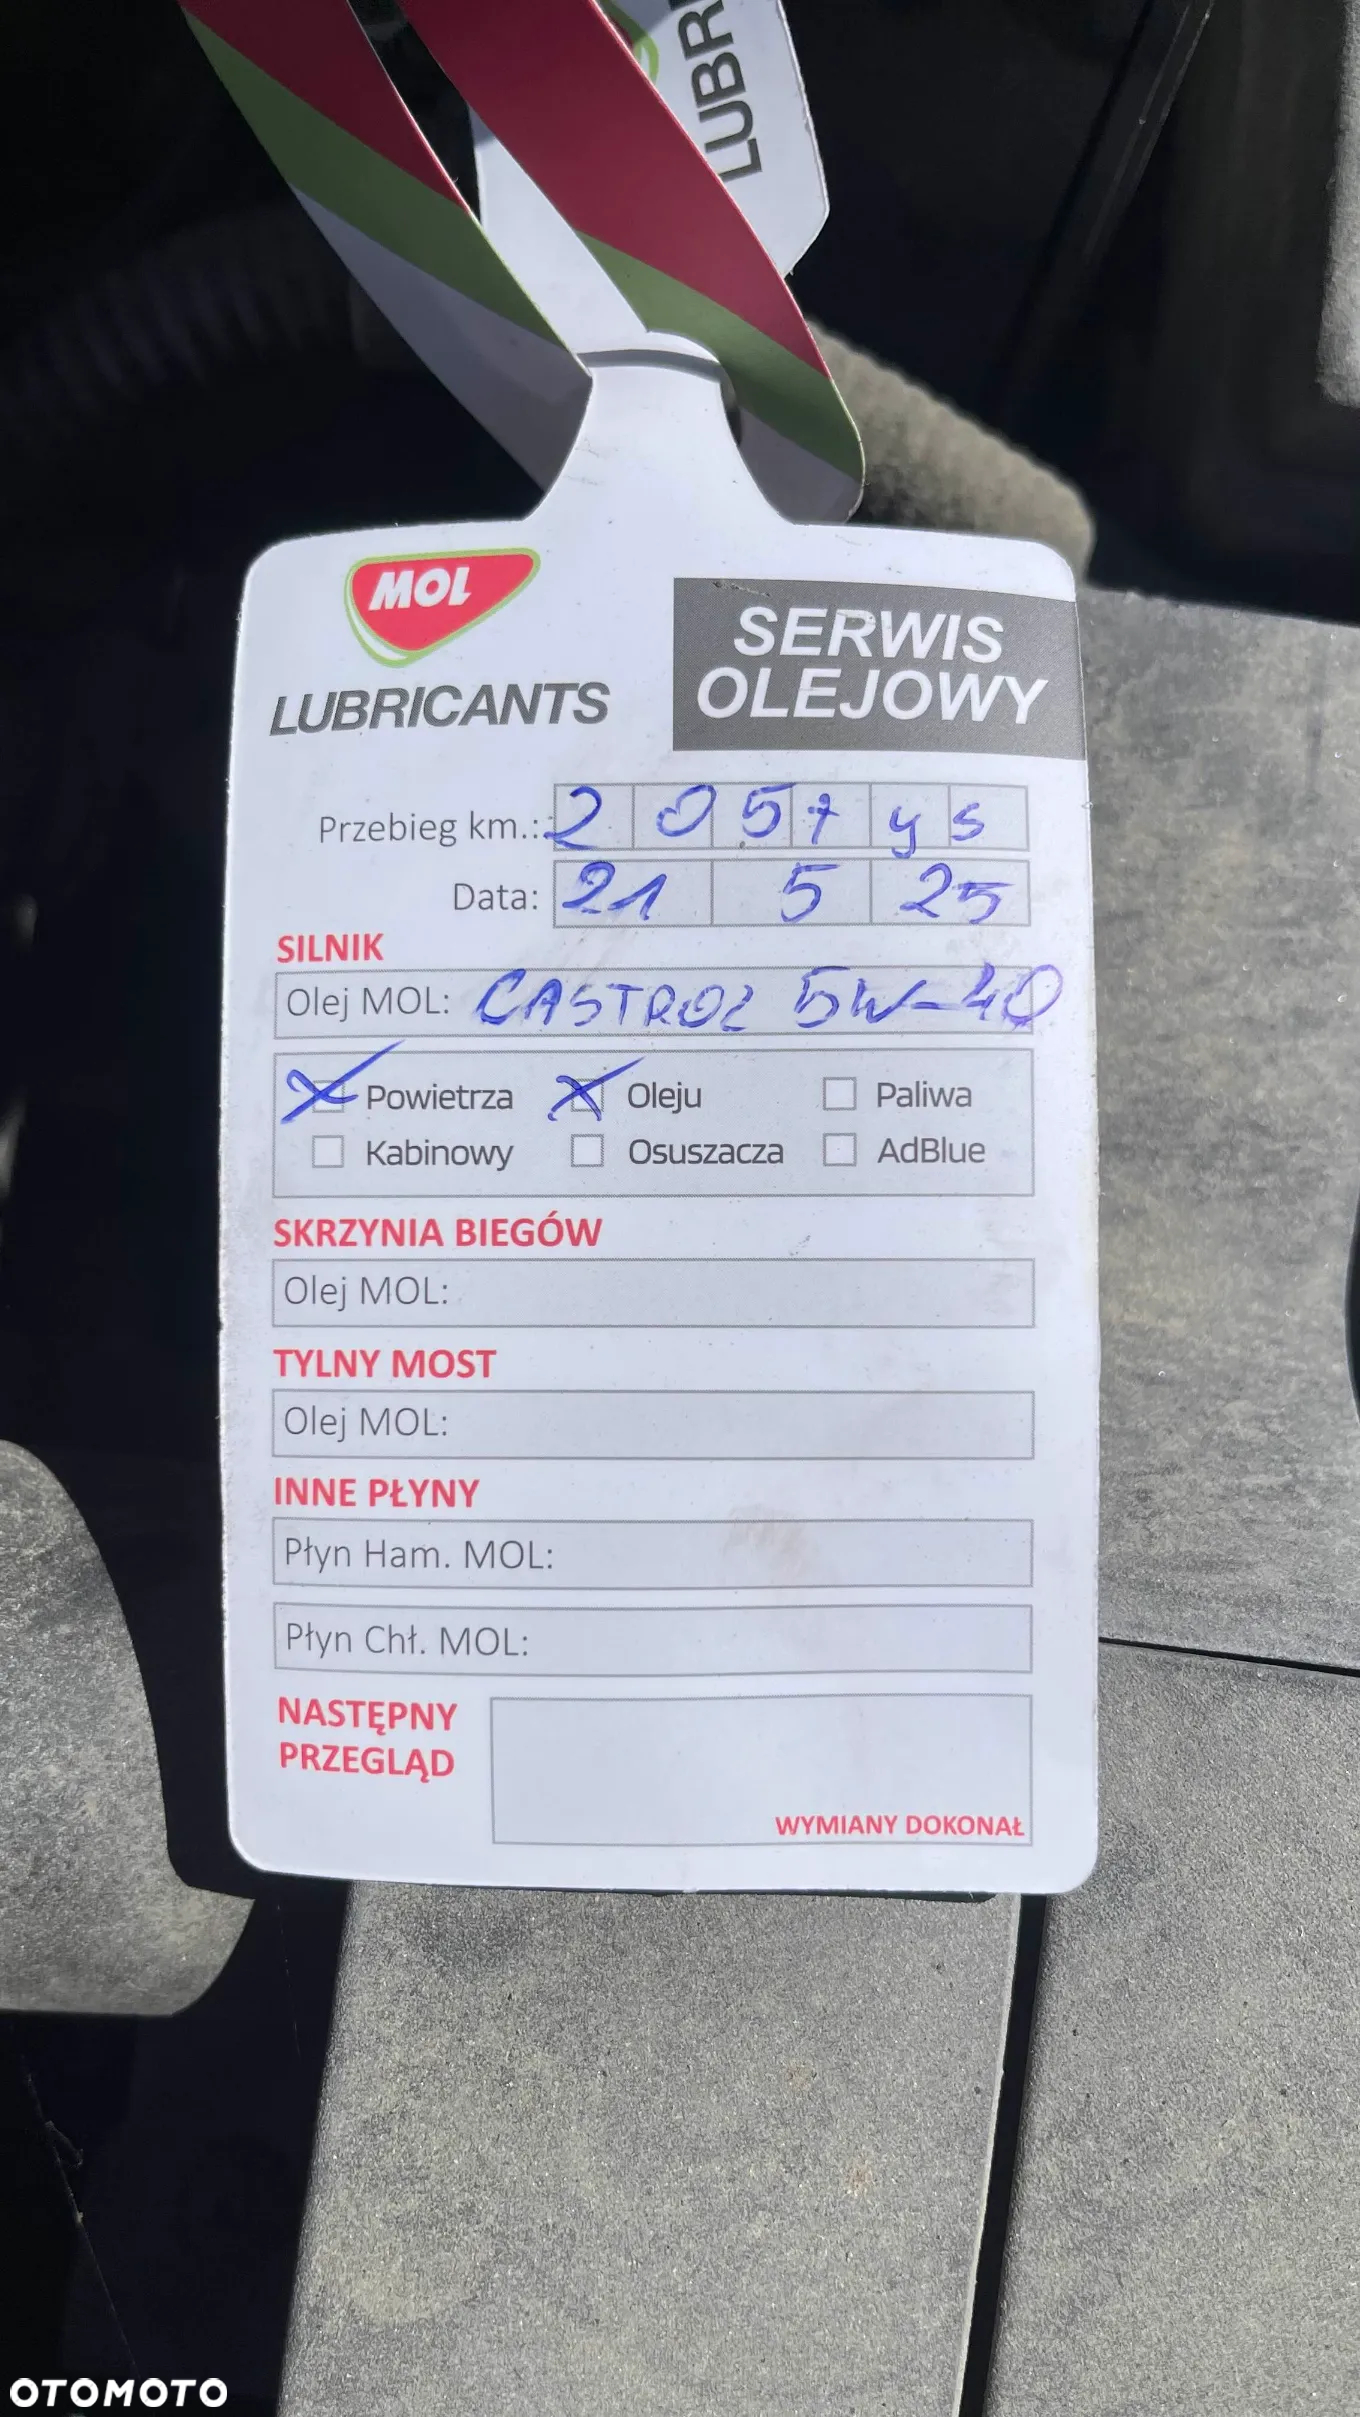 LUBRI
MOL
LUBRICANTS
SERWIS
OLEJOWY
Przebieg km.: 205tys
Data: 21 5 25
SILNIK
Olej MOL: CASTROL 5W-40
Powietrza Oleju Paliwa
Kabinowy Osuszacza AdBlue
SKRZYNIA BIEGÓW
Olej MOL:
TYLNY MOST
Olej MOL:
INNE PŁYNY
Płyn Ham. MOL:
Płyn Chł. MOL:
NASTĘPNY
PRZEGLĄD
WYMIANY DOKONAŁ
OTOMOTO